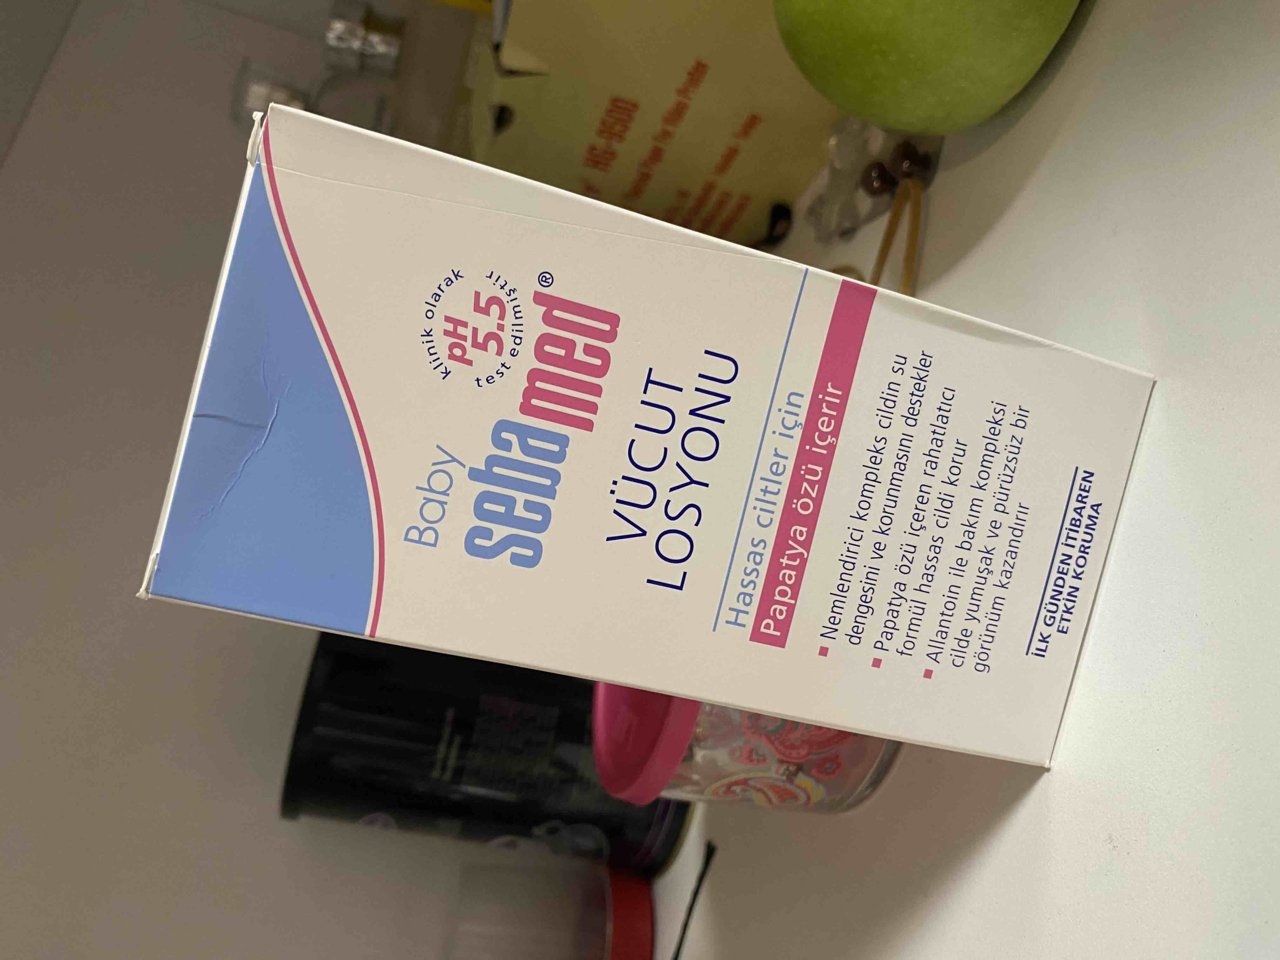 klinik olarak
pH
5.5
test edilmiştir
Baby
sebamed®
VÜCUT
LOSYONU
Hassas ciltler için
Papatya özü içerir
▪ Nemlendirici kompleks cildin su
dengesini ve korunmasını destekler
▪ Papatya özü içeren rahatlatıcı
formül hassas cildi korur
▪ Allantoin ile bakım kompleksi
cilde yumuşak ve pürüzsüz bir
görünüm kazandırır
İLK GÜNDEN İTİBAREN
ETKİN KORUMA
HG-9500